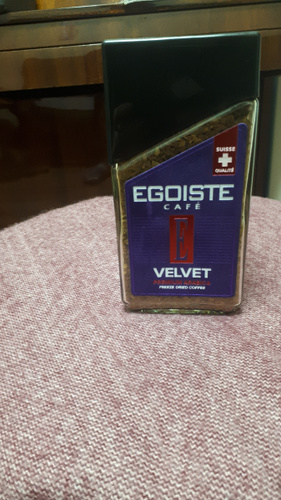 SUISSE
QUALITÉ
EGOISTE
CAFÉ
E
VELVET
FREEZE DRIED COFFEE